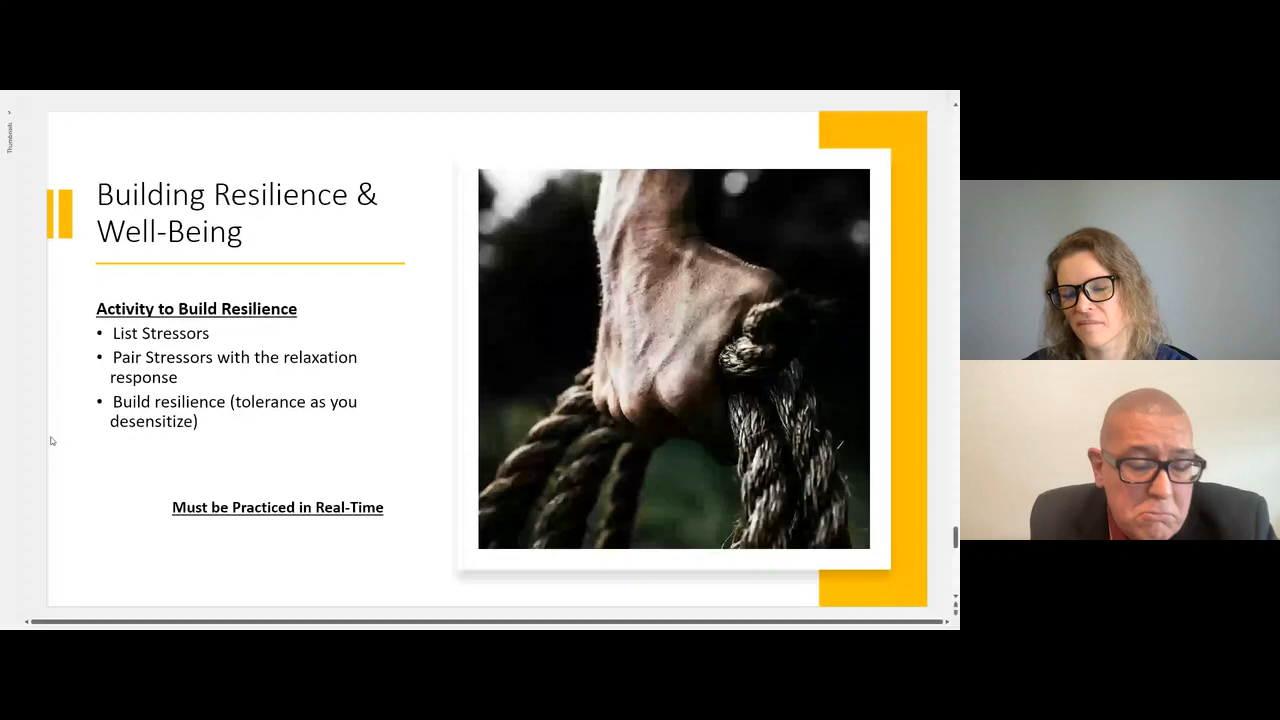 Thumbnails
Building Resilience &
Well-Being
Activity to Build Resilience
• List Stressors
• Pair Stressors with the relaxation
response
• Build resilience (tolerance as you
desensitize)
Must be Practiced in Real-Time